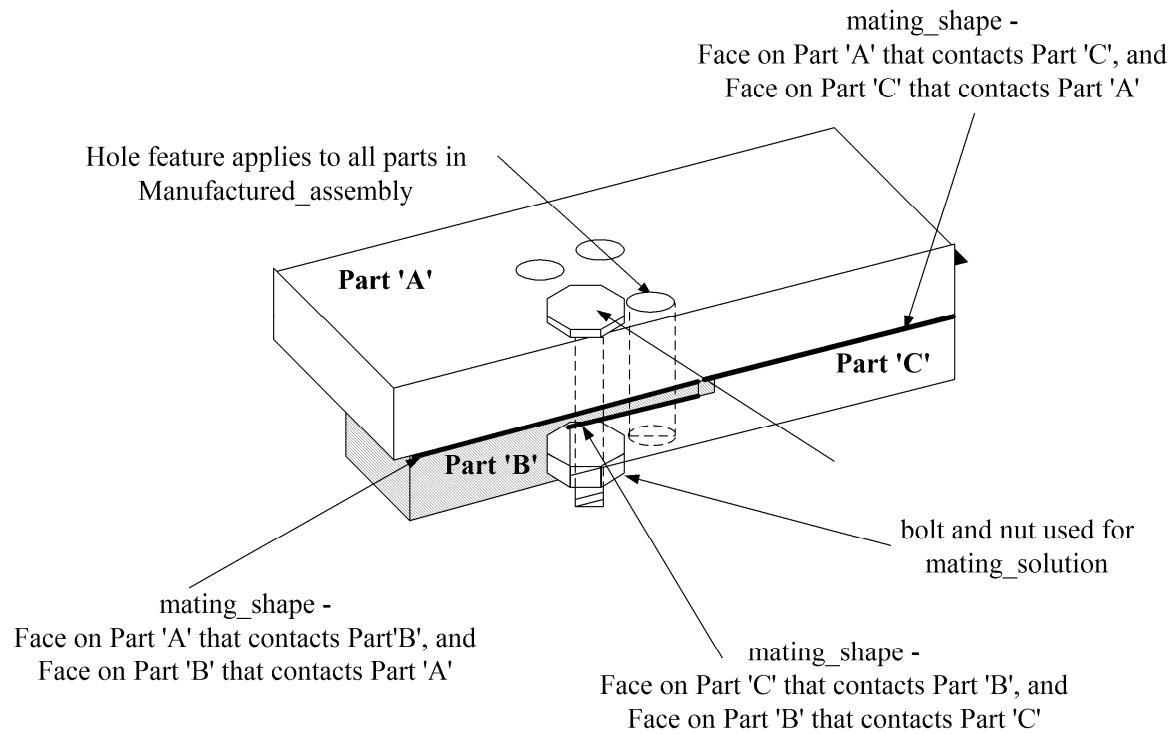 mating_shape -
Face on Part 'A' that contacts Part 'C', and
Face on Part 'C' that contacts Part 'A'
Hole feature applies to all parts in
Manufactured_assembly
Part 'A'
Part 'C'
Part 'B'
bolt and nut used for
mating_solution
mating_shape -
Face on Part 'A' that contacts Part'B', and
Face on Part 'B' that contacts Part 'A'
mating_shape -
Face on Part 'C' that contacts Part 'B', and
Face on Part 'B' that contacts Part 'C'